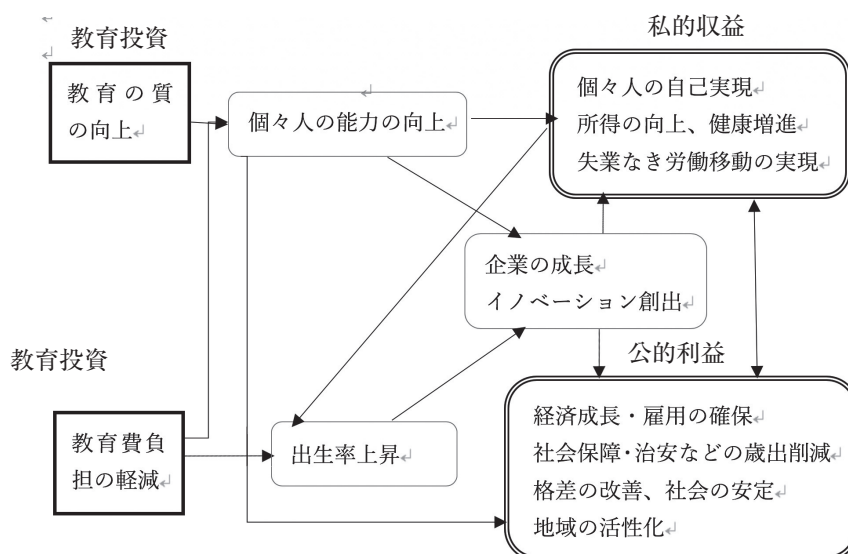 教育投資
私的収益
教育の質
の向上
個々人の能力の向上
個々人の自己実現
所得の向上、健康増進
失業なき労働移動の実現
企業の成長
イノベーション創出
教育投資
公的利益
教育費負
担の軽減
出生率上昇
経済成長・雇用の確保
社会保障・治安などの歳出削減
格差の改善、社会の安定
地域の活性化